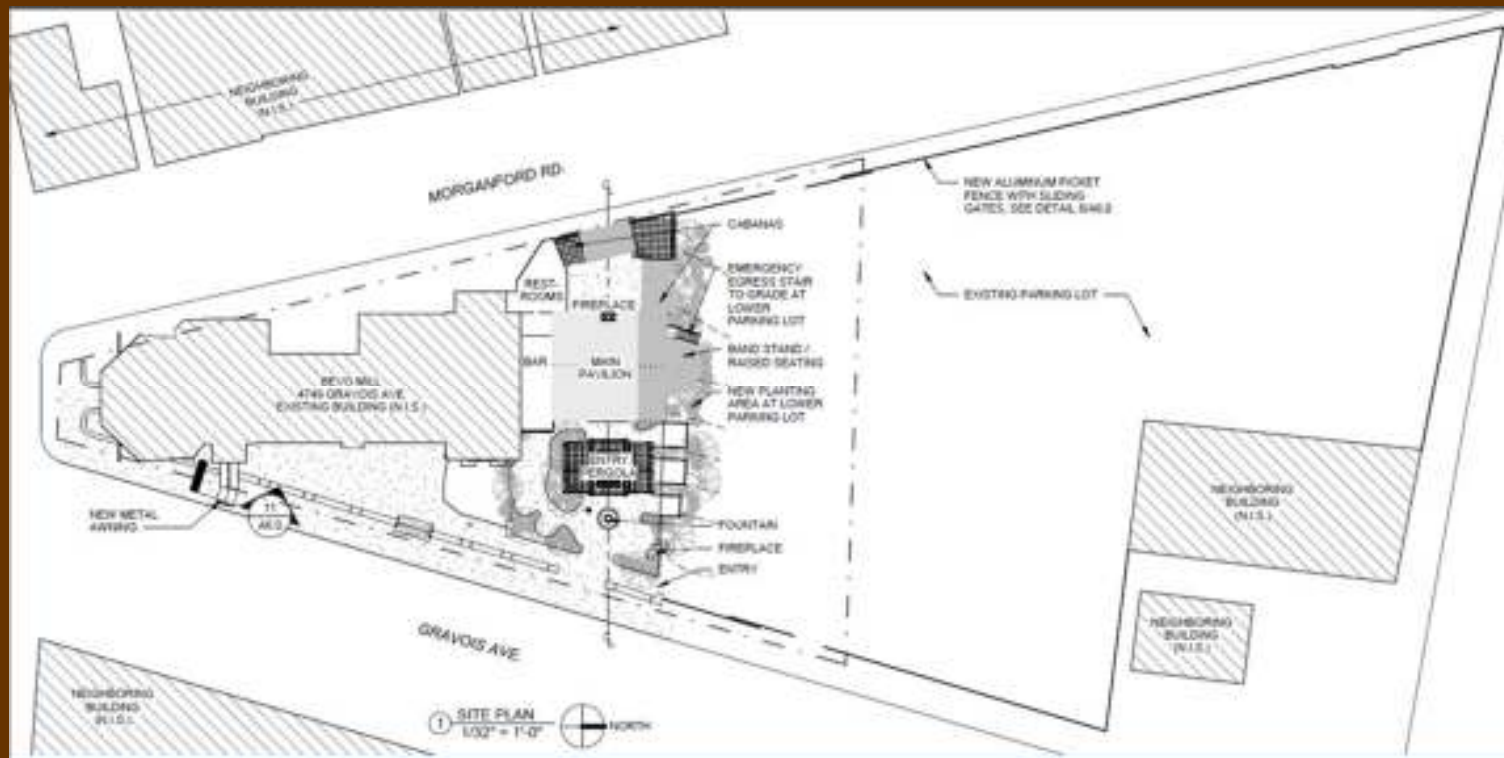 NEIGHBORING
BUILDING
(N.I.S.)
MORGANFORD RD.
C
L
NEW ALUMINUM PICKET
FENCE WITH SLIDING
GATES, SEE DETAIL
CABANAS
EMERGENCY
EGRESS STAIR
TO GRADE AT
LOWER
PARKING LOT
EXISTING PARKING LOT
REST-
ROOMS
FIREPLACE
BAR
MAIN
PAVILION
BAND STAND /
RAISED SEATING
NEW PLANTING
AREA AT LOWER
PARKING LOT
BEVO MILL
4749 GRAVOIS AVE.
EXISTING BUILDING (N.I.S.)
ENTRY
PERGOLA
NEW METAL
AWNING
11
A6.0
FOUNTAIN
FIREPLACE
ENTRY
NEIGHBORING
BUILDING
(N.I.S.)
NEIGHBORING
BUILDING
(N.I.S.)
GRAVOIS AVE.
C
L
NEIGHBORING
BUILDING
(N.I.S.)
1 SITE PLAN
1/32" = 1'-0"
NORTH